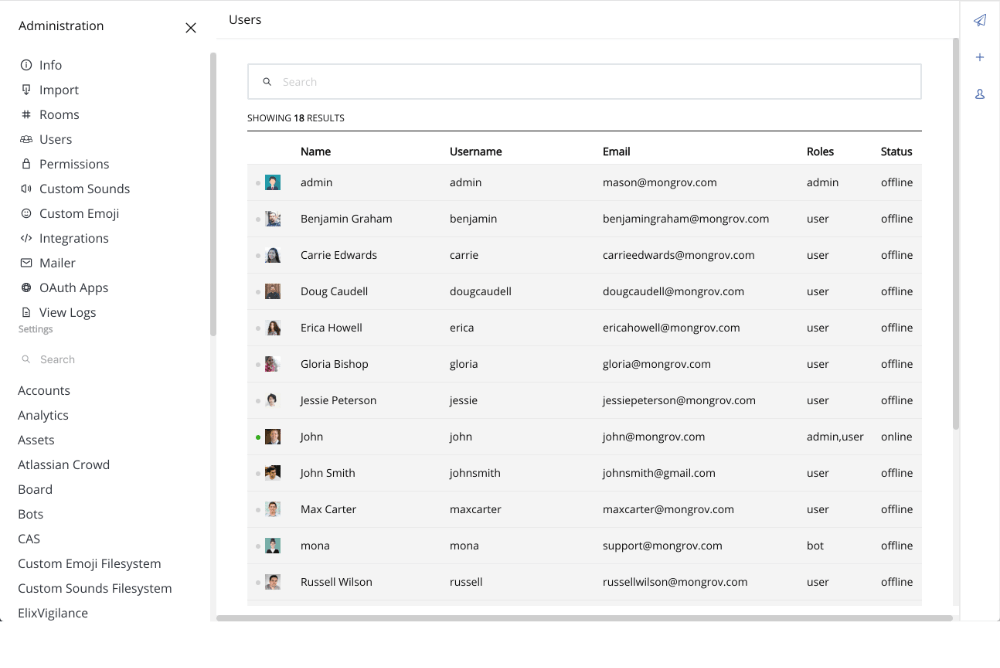 Administration
Info
Import
Rooms
Users
Permissions
Custom Sounds
Custom Emoji
Integrations
Mailer
OAuth Apps
View Logs
Settings
Search
Accounts
Analytics
Assets
Atlassian Crowd
Board
Bots
CAS
Custom Emoji Filesystem
Custom Sounds Filesystem
ElixVigilance
Users
Search
SHOWING 18 RESULTS
Name Username Email Roles Status
admin admin mason@mongrov.com admin offline
Benjamin Graham benjamin benjamingraham@mongrov.com user offline
Carrie Edwards carrie carrieedwards@mongrov.com user offline
Doug Caudell dougcaudell dougcaudell@mongrov.com user offline
Erica Howell erica ericahowell@mongrov.com user offline
Gloria Bishop gloria gloria@mongrov.com user offline
Jessie Peterson jessie jessiepeterson@mongrov.com user offline
John john john@mongrov.com admin,user online
John Smith johnsmith johnsmith@gmail.com user offline
Max Carter maxcarter maxcarter@mongrov.com user offline
mona mona support@mongrov.com bot offline
Russell Wilson russell russellwilson@mongrov.com user offline